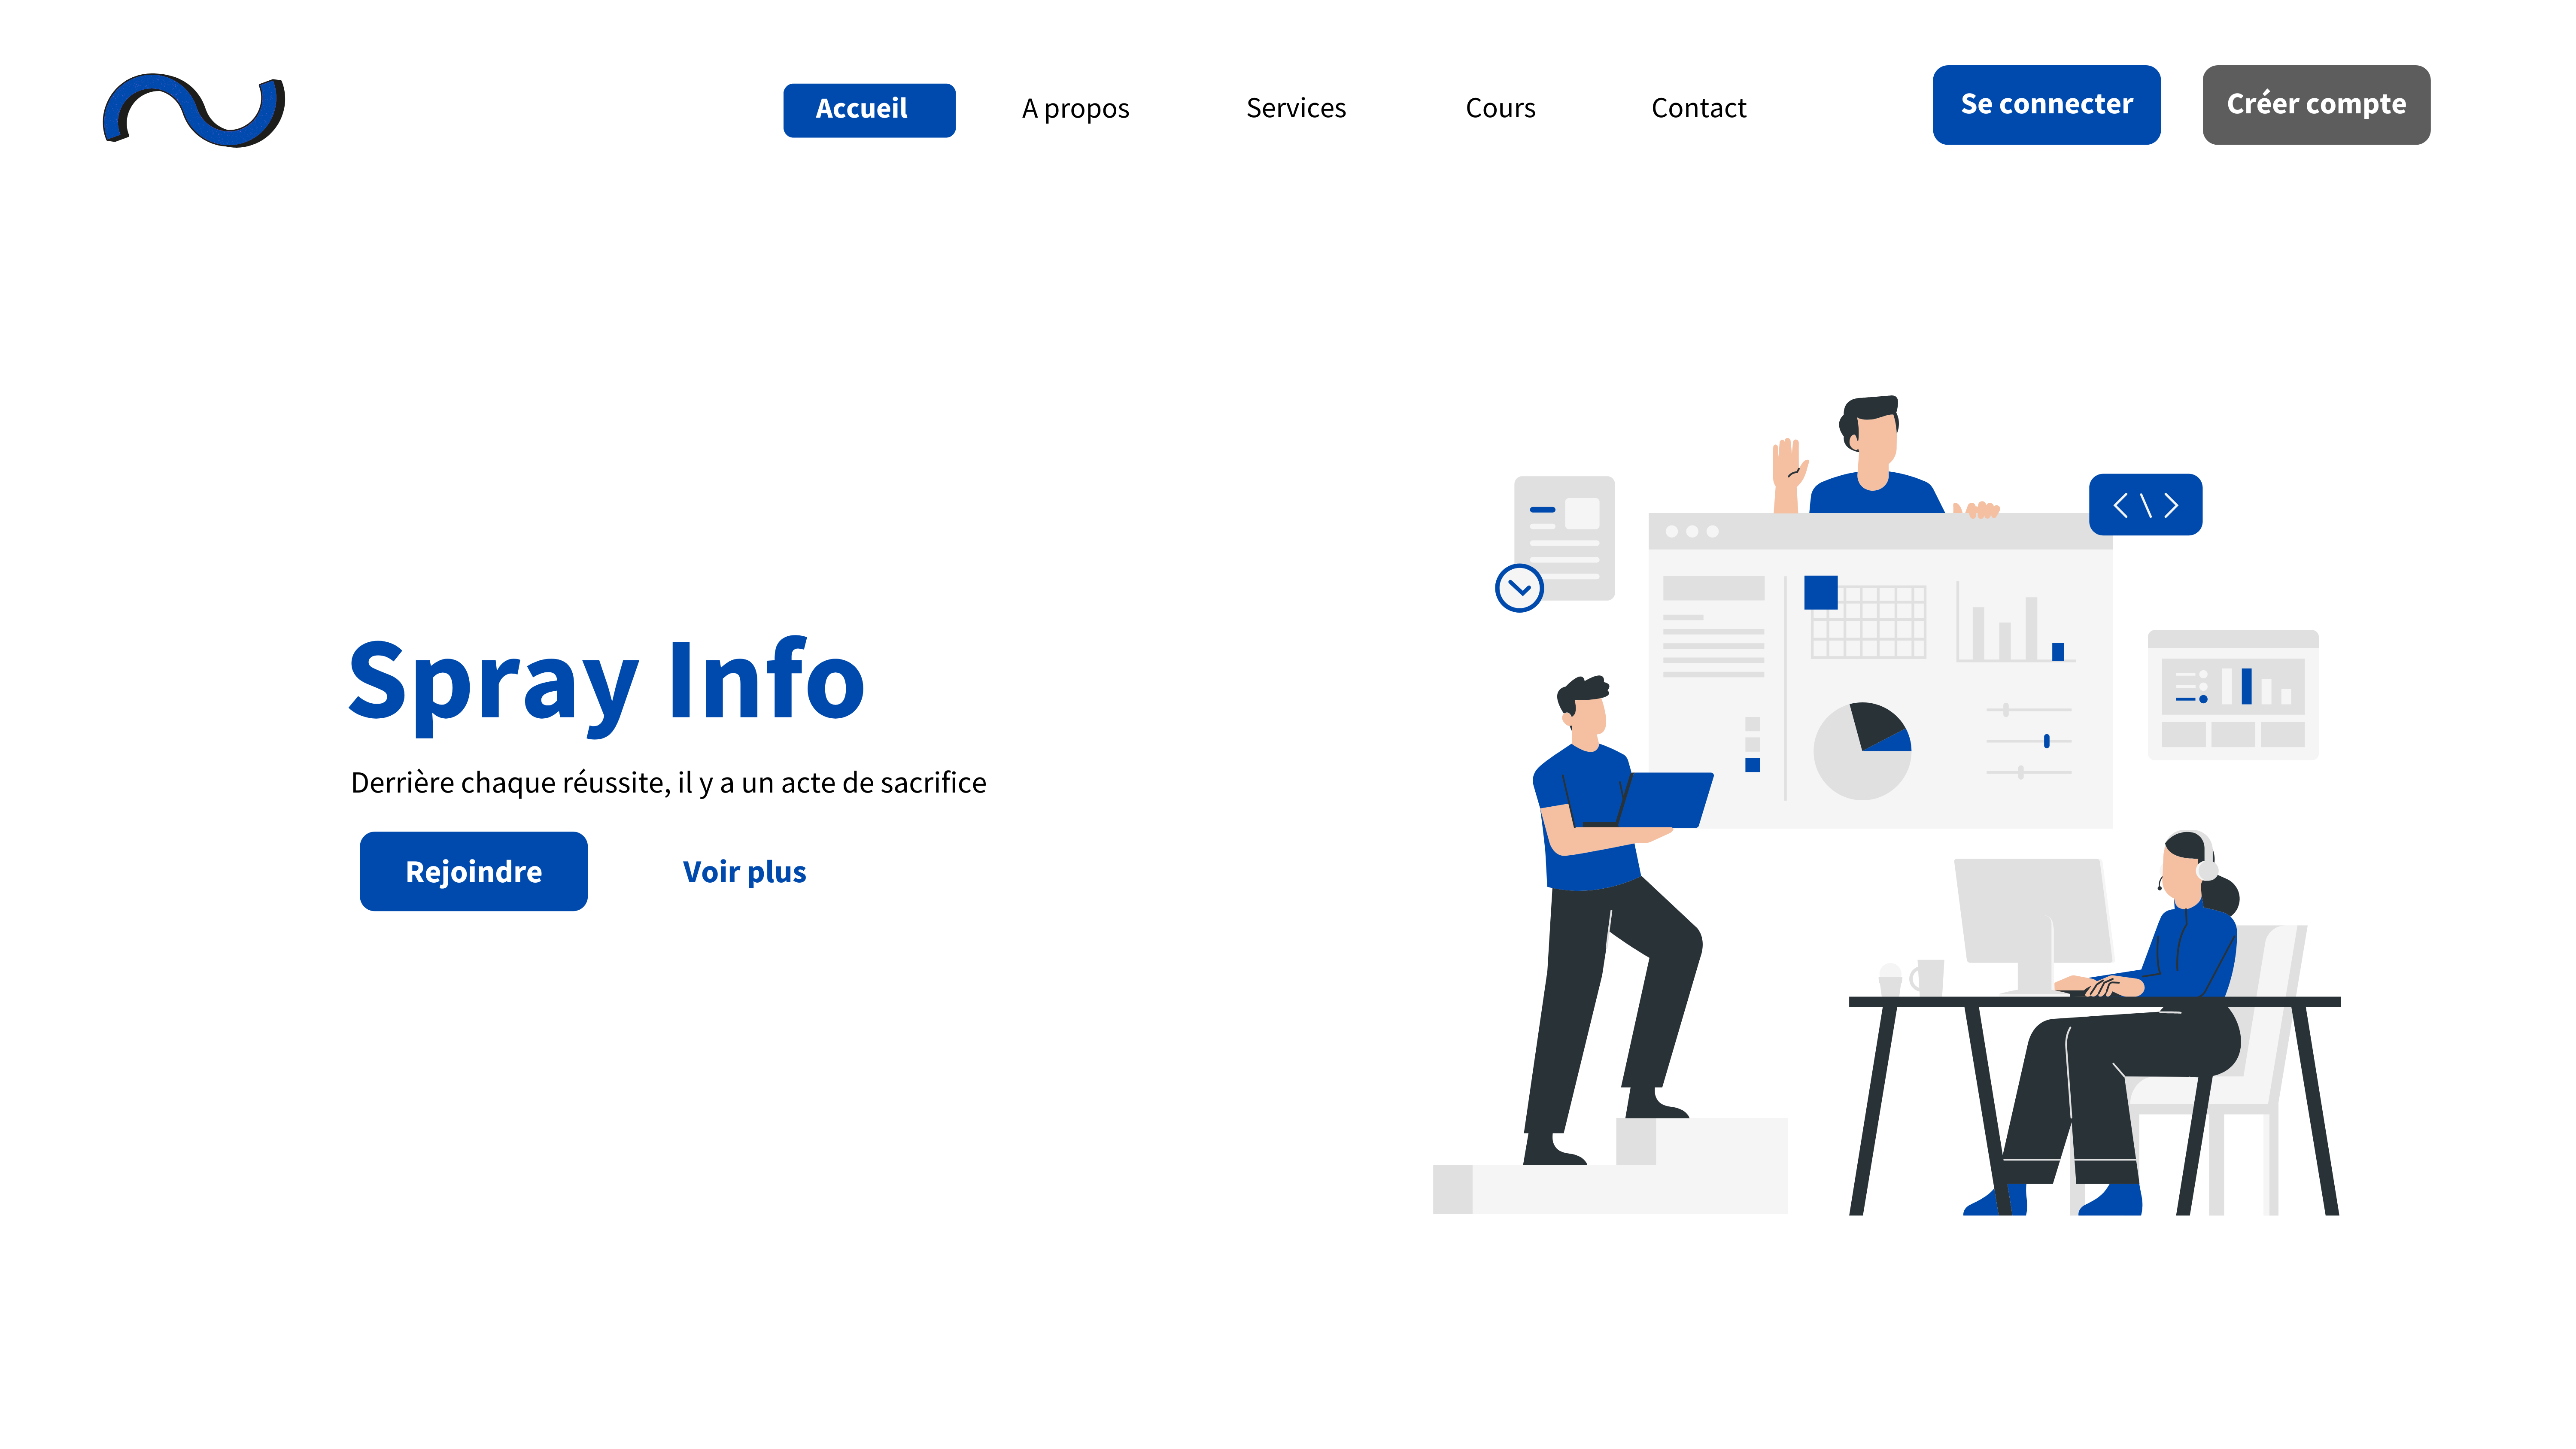 Accueil A propos Services Cours Contact Se connecter Créer compte
Spray Info
Derrière chaque réussite, il y a un acte de sacrifice
Rejoindre Voir plus